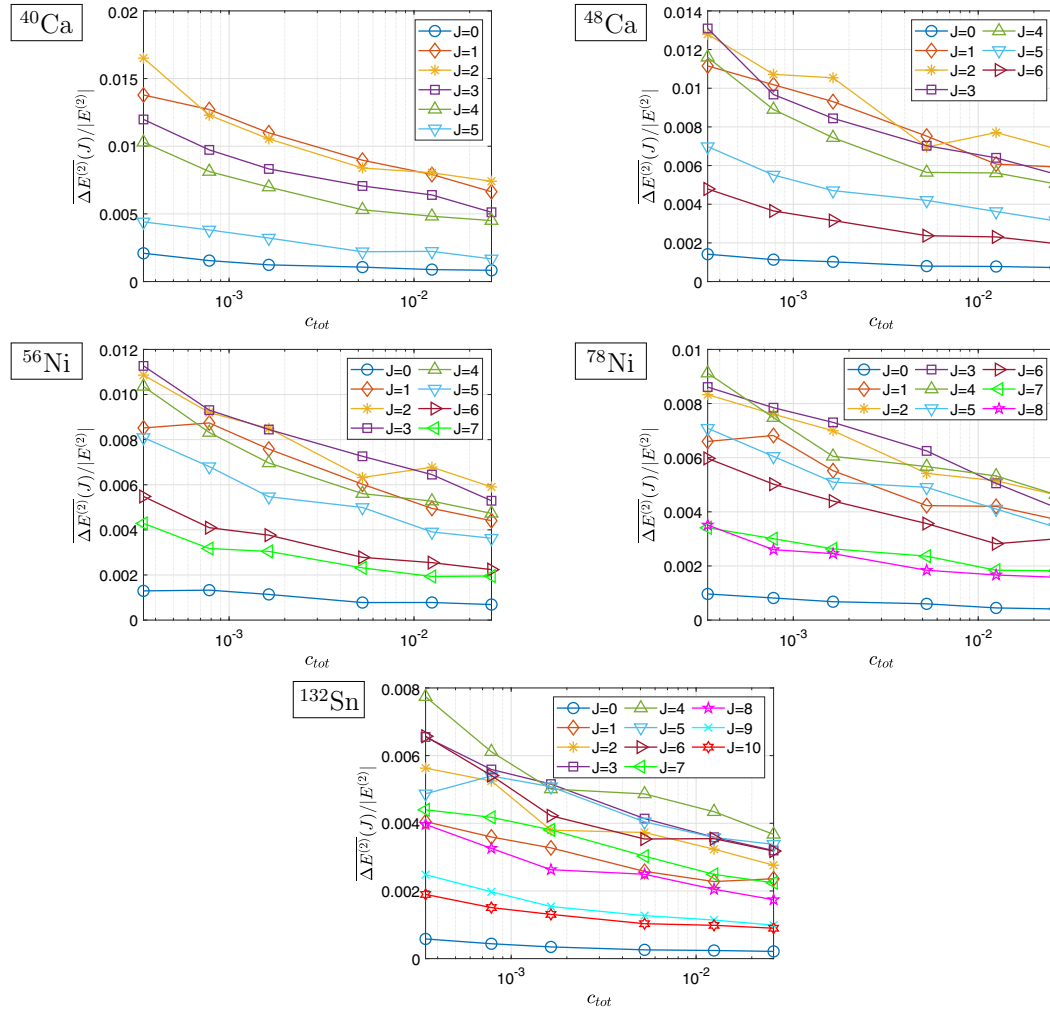 ⁴⁰Ca
0.02
0.015
0.01
0.005
0
10⁻³
10⁻²
c_tot
ΔE⁽²⁾(J)/|E⁽²⁾|
J=0
J=1
J=2
J=3
J=4
J=5
⁴⁸Ca
0.014
0.012
0.01
0.008
0.006
0.004
0.002
0
10⁻³
10⁻²
c_tot
ΔE⁽²⁾(J)/|E⁽²⁾|
J=0
J=1
J=2
J=3
J=4
J=5
J=6
⁵⁶Ni
0.012
0.01
0.008
0.006
0.004
0.002
0
10⁻³
10⁻²
c_tot
ΔE⁽²⁾(J)/|E⁽²⁾|
J=0
J=1
J=2
J=3
J=4
J=5
J=6
J=7
⁷⁸Ni
0.01
0.008
0.006
0.004
0.002
0
10⁻³
10⁻²
c_tot
ΔE⁽²⁾(J)/|E⁽²⁾|
J=0
J=1
J=2
J=3
J=4
J=5
J=6
J=7
J=8
¹³²Sn
0.008
0.006
0.004
0.002
0
10⁻³
10⁻²
c_tot
ΔE⁽²⁾(J)/|E⁽²⁾|
J=0
J=1
J=2
J=3
J=4
J=5
J=6
J=7
J=8
J=9
J=10